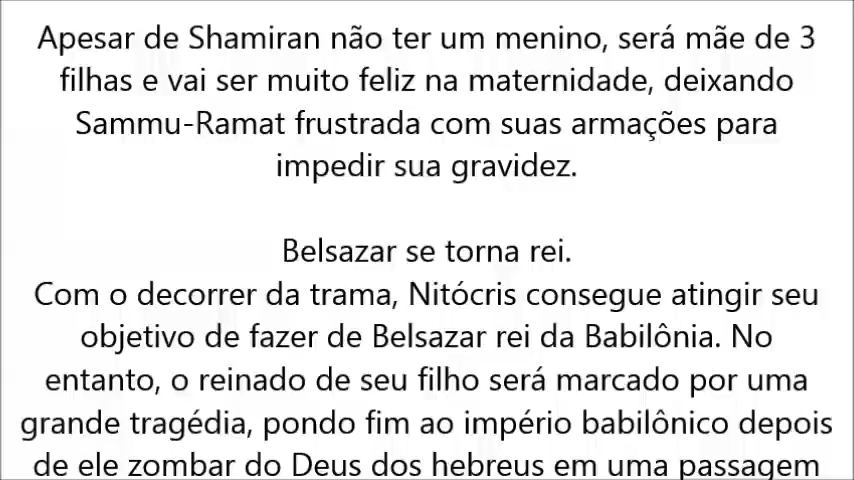 Apesar de Shamiran não ter um menino, será mãe de 3
filhas e vai ser muito feliz na maternidade, deixando
Sammu-Ramat frustrada com suas armações para
impedir sua gravidez.
Belsazar se torna rei.
Com o decorrer da trama, Nitócris consegue atingir seu
objetivo de fazer de Belsazar rei da Babilônia. No
entanto, o reinado de seu filho será marcado por uma
grande tragédia, pondo fim ao império babilônico depois
de ele zombar do Deus dos hebreus em uma passagem